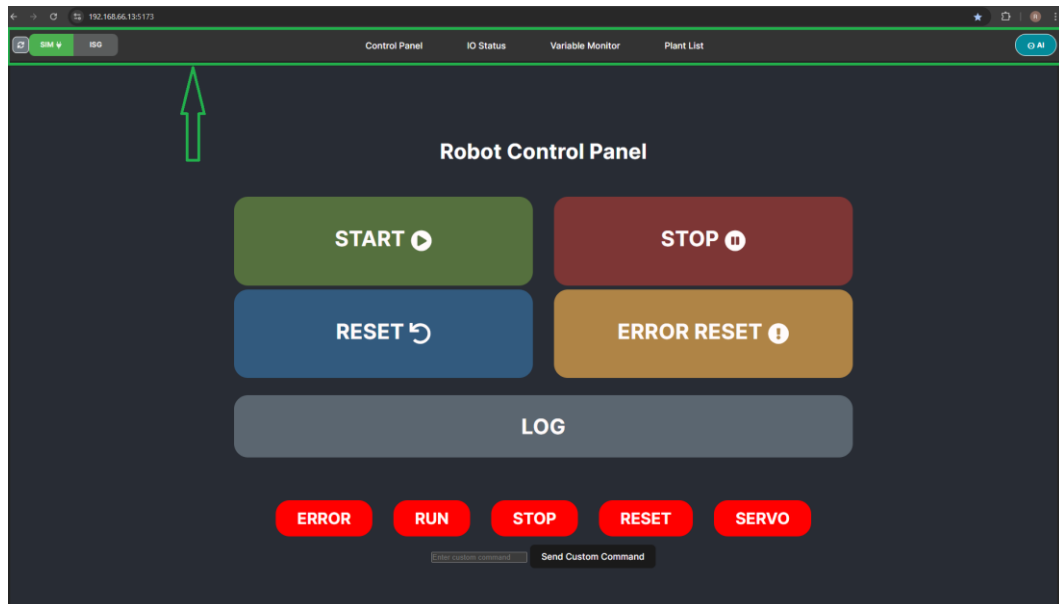 192.168.66.13:5173
SIM ISG Control Panel IO Status Variable Monitor Plant List AI
Robot Control Panel
START STOP
RESET ERROR RESET
LOG
ERROR RUN STOP RESET SERVO
Enter custom command Send Custom Command